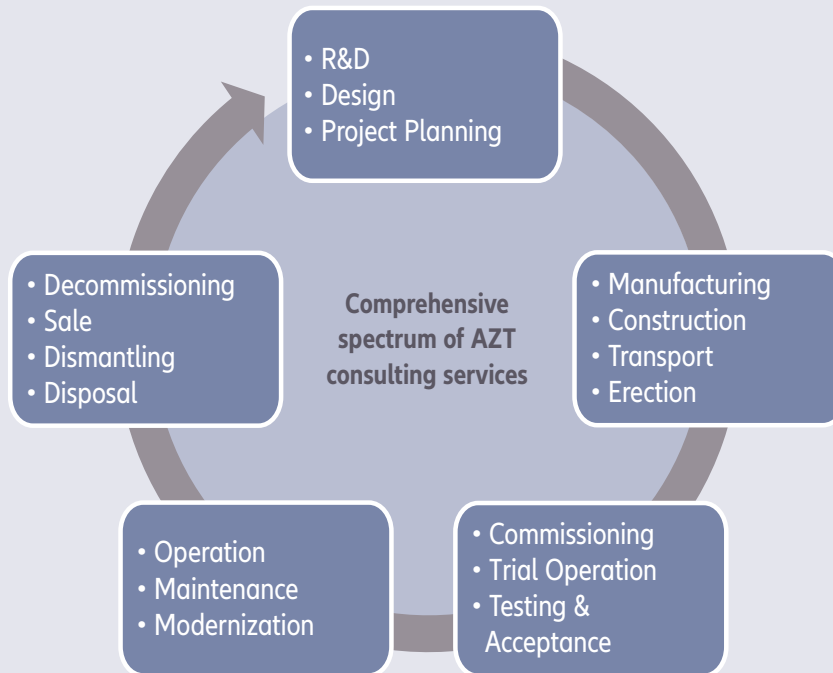 • R&D
• Design
• Project Planning
• Manufacturing
• Construction
• Transport
• Erection
• Commissioning
• Trial Operation
• Testing &
Acceptance
• Operation
• Maintenance
• Modernization
• Decommissioning
• Sale
• Dismantling
• Disposal
Comprehensive
spectrum of AZT
consulting services